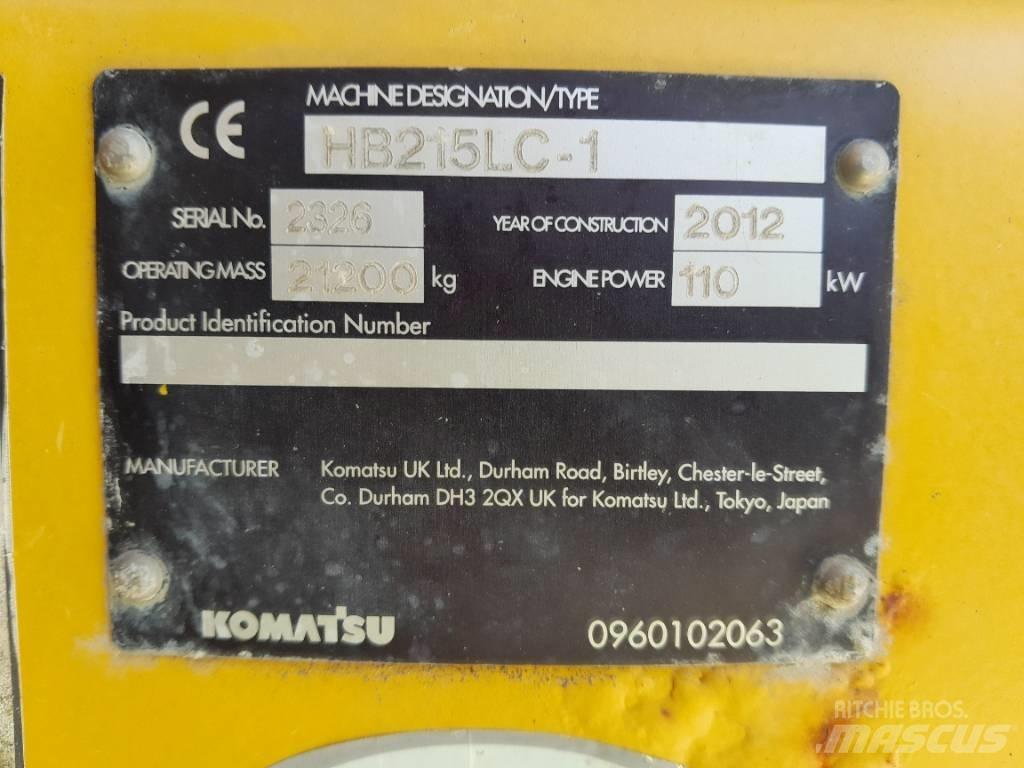 CE
MACHINE DESIGNATION/TYPE
HB215LC-1
SERIAL No. 2326 YEAR OF CONSTRUCTION 2012
OPERATING MASS 21200 kg ENGINE POWER 110 kW
Product Identification Number
MANUFACTURER Komatsu UK Ltd., Durham Road, Birtley, Chester-le-Street,
Co. Durham DH3 2QX UK for Komatsu Ltd., Tokyo, Japan
KOMATSU 0960102063
RITCHIE BROS.
MASCUS